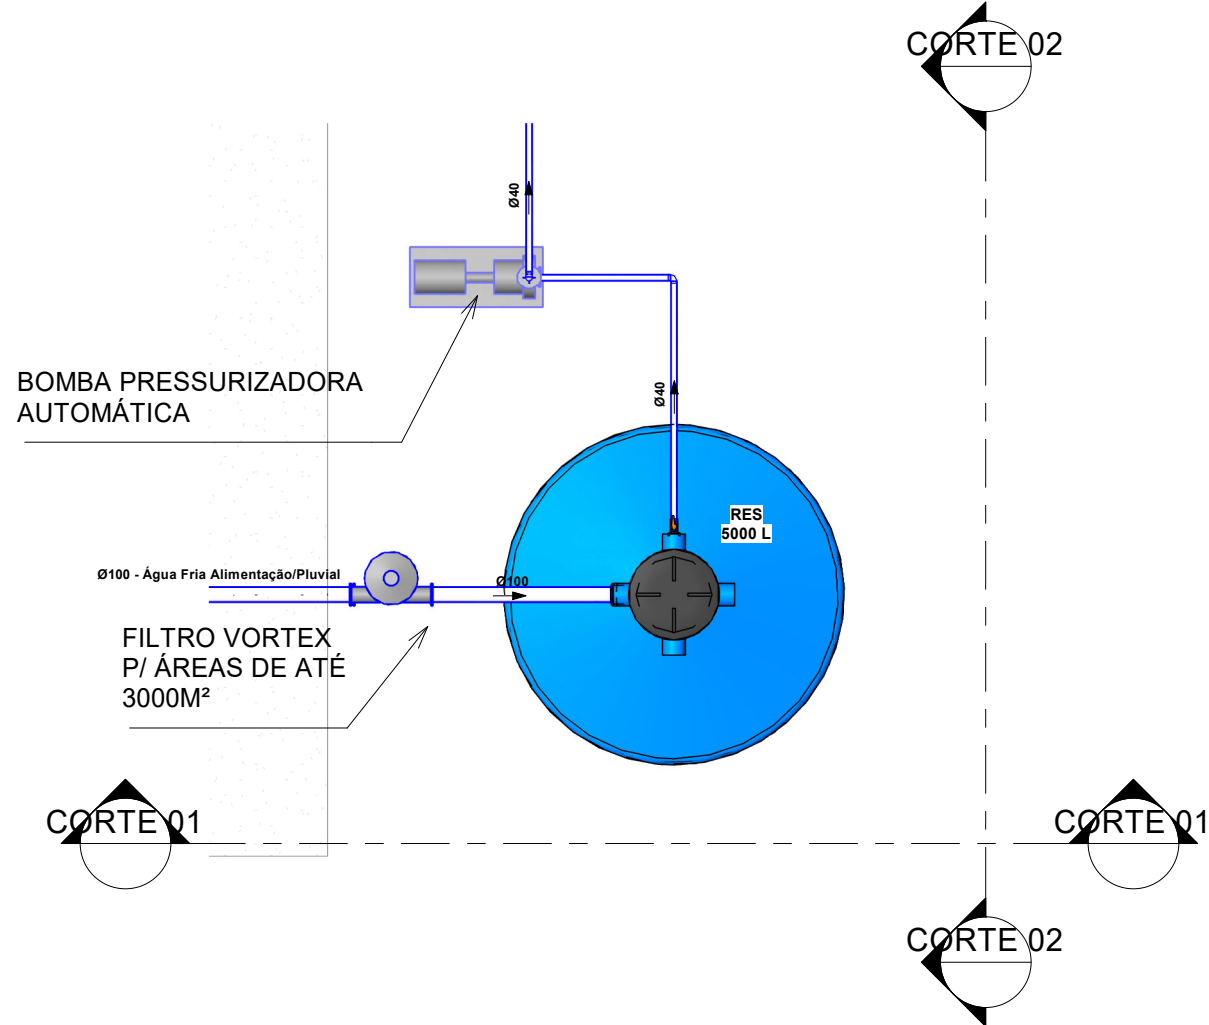 CORTE 02
Ø40
BOMBA PRESSURIZADORA
AUTOMÁTICA
Ø40
RES
5000 L
Ø100 - Água Fria Alimentação/Pluvial
Ø100
FILTRO VORTEX
P/ ÁREAS DE ATÉ
3000M²
CORTE 01
CORTE 01
CORTE 02